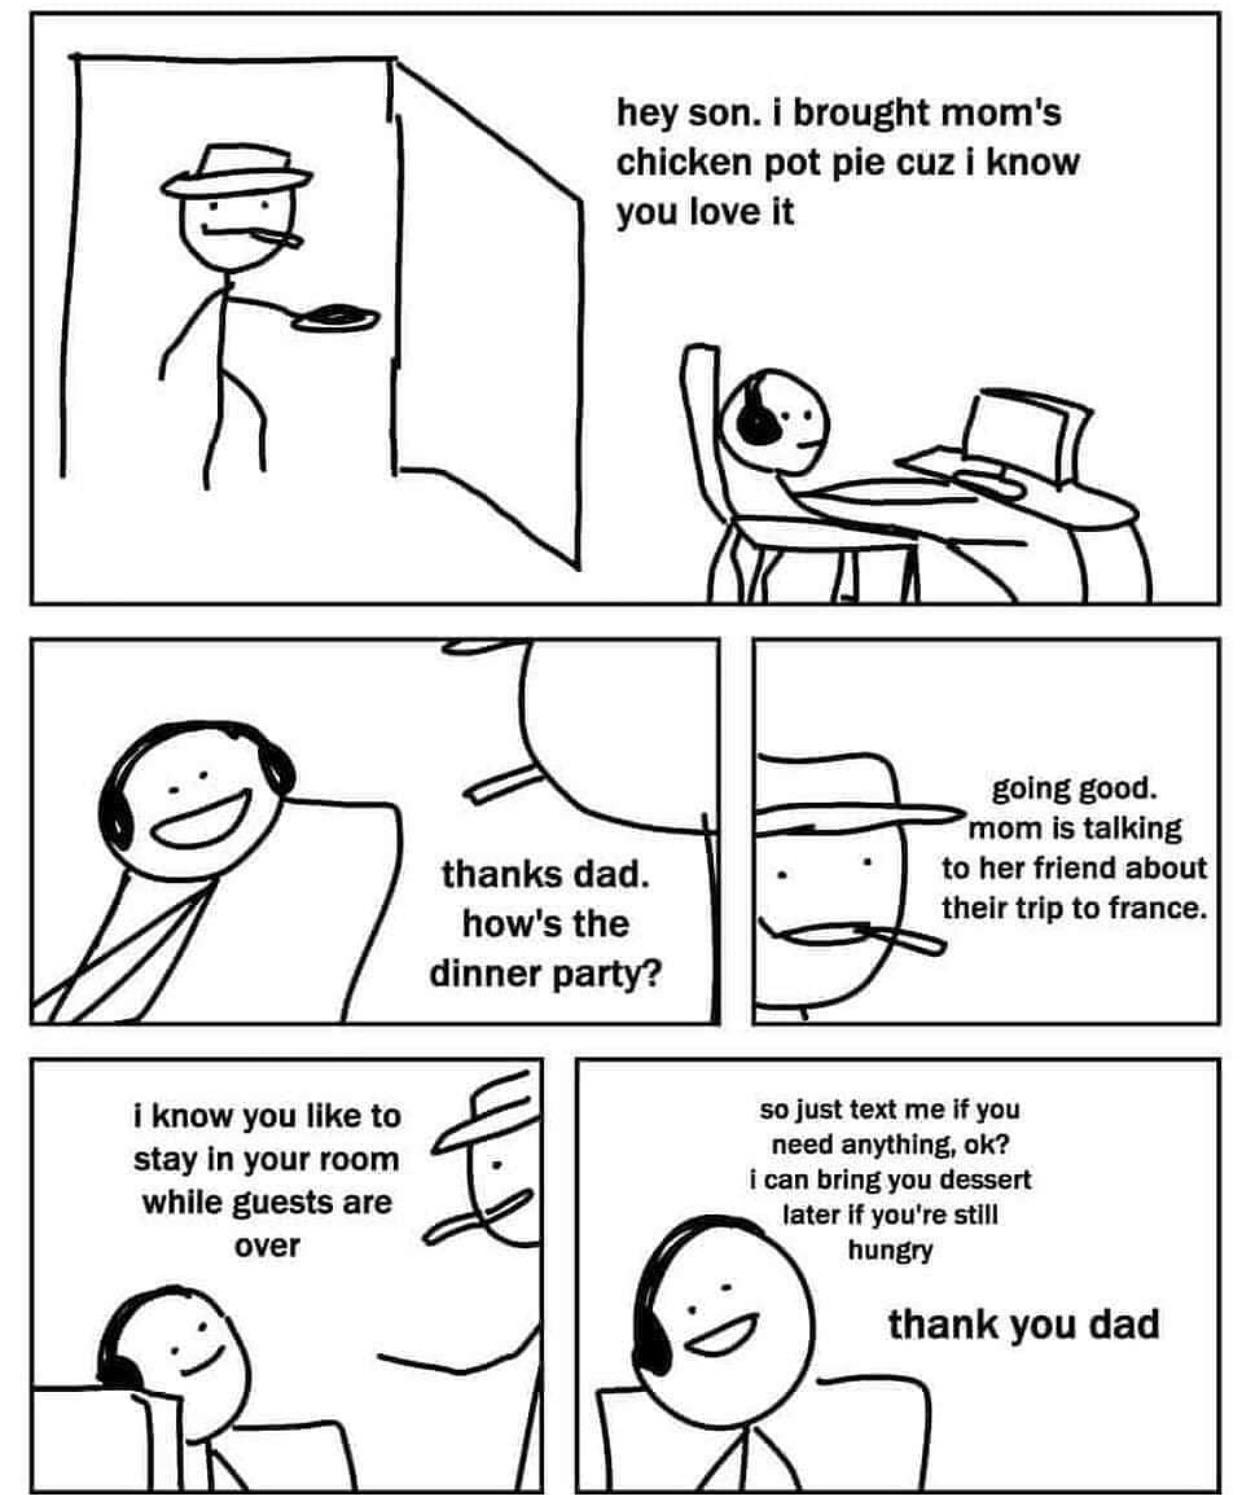 hey son. i brought mom's
chicken pot pie cuz i know
you love it
thanks dad.
how's the
dinner party?
going good.
mom is talking
to her friend about
their trip to france.
i know you like to
stay in your room
while guests are
over
so just text me if you
need anything, ok?
i can bring you dessert
later if you're still
hungry
thank you dad